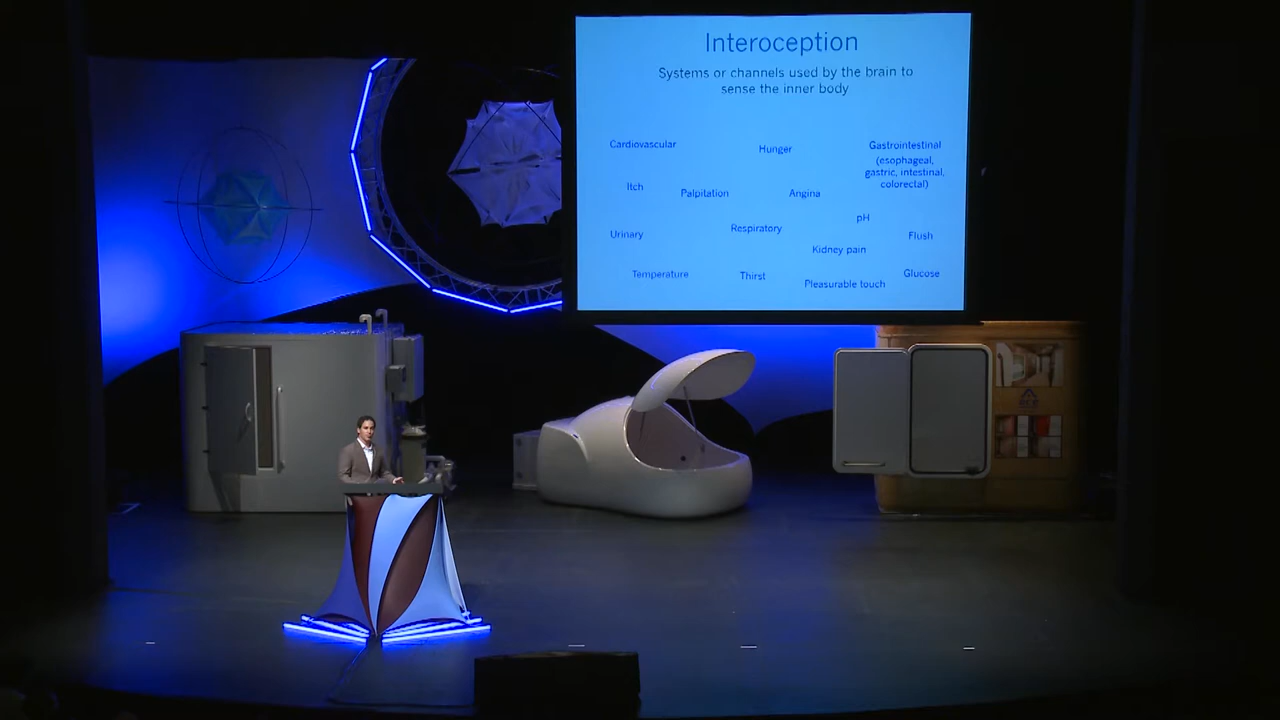 Interoception
Systems or channels used by the brain to
sense the inner body
Cardiovascular
Hunger
Gastrointestinal
(esophageal,
gastric, intestinal,
colorectal)
Itch
Palpitation
Angina
pH
Urinary
Respiratory
Flush
Kidney pain
Temperature
Thirst
Glucose
Pleasurable touch